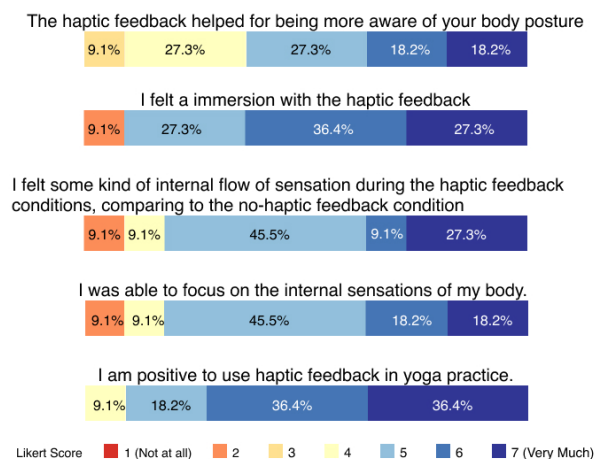 The haptic feedback helped for being more aware of your body posture
9.1% 27.3% 27.3% 18.2% 18.2%
I felt a immersion with the haptic feedback
9.1% 27.3% 36.4% 27.3%
I felt some kind of internal flow of sensation during the haptic feedback
conditions, comparing to the no-haptic feedback condition
9.1% 9.1% 45.5% 9.1% 27.3%
I was able to focus on the internal sensations of my body.
9.1% 9.1% 45.5% 18.2% 18.2%
I am positive to use haptic feedback in yoga practice.
9.1% 18.2% 36.4% 36.4%
Likert Score 1 (Not at all) 2 3 4 5 6 7 (Very Much)